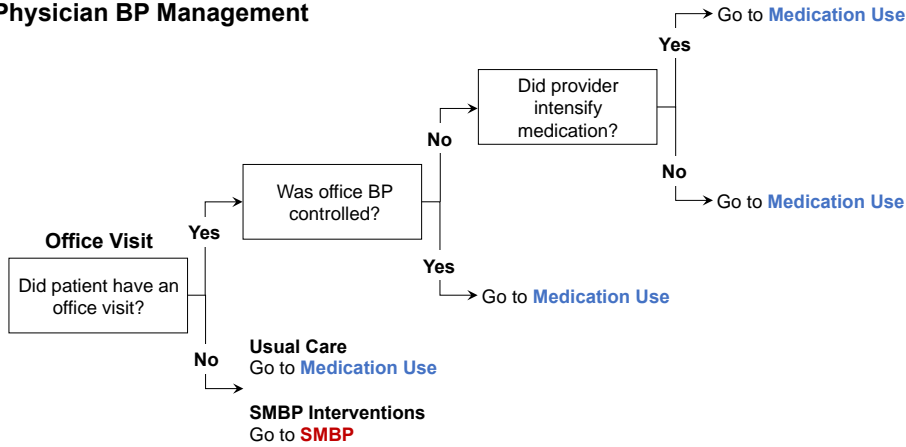 Physician BP Management
Go to Medication Use
Yes
Did provider
intensify
medication?
No
No
Go to Medication Use
Was office BP
controlled?
Yes
Office Visit
Yes
Go to Medication Use
Did patient have an
office visit?
No
Usual Care
Go to Medication Use
SMBP Interventions
Go to SMBP